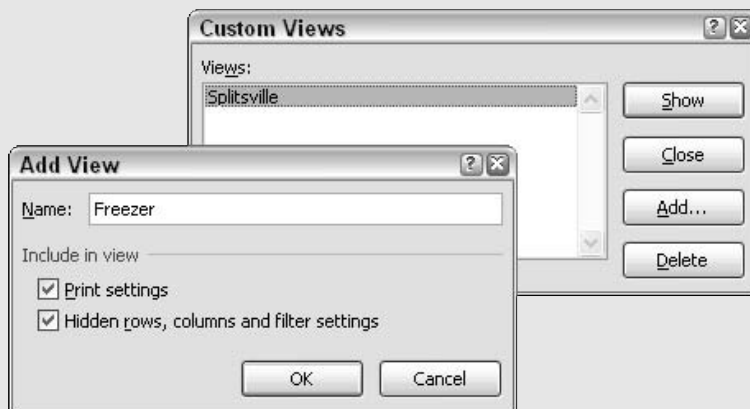 Custom Views
Views:
Splitsville
Show
Close
Add...
Delete
Add View
Name: Freezer
Include in view
Print settings
Hidden rows, columns and filter settings
OK
Cancel